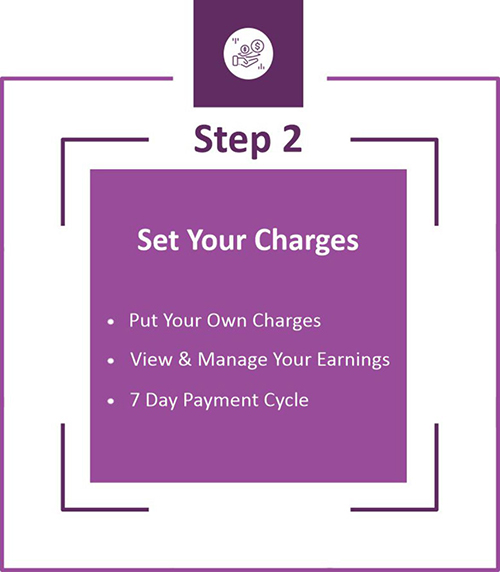 Step 2
Set Your Charges
• Put Your Own Charges
• View & Manage Your Earnings
• 7 Day Payment Cycle